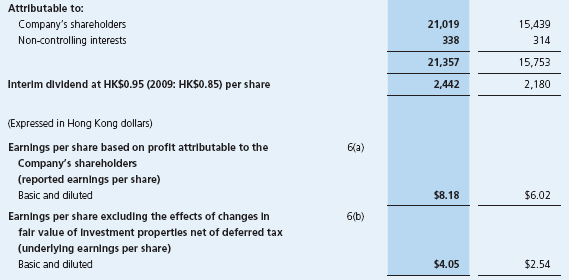 Attributable to:
Company's shareholders 21,019 15,439
Non-controlling interests 338 314
21,357 15,753
Interim dividend at HK$0.95 (2009: HK$0.85) per share 2,442 2,180
(Expressed in Hong Kong dollars)
Earnings per share based on profit attributable to the 6(a)
Company's shareholders
(reported earnings per share)
Basic and diluted $8.18 $6.02
Earnings per share excluding the effects of changes in 6(b)
fair value of investment properties net of deferred tax
(underlying earnings per share)
Basic and diluted $4.05 $2.54